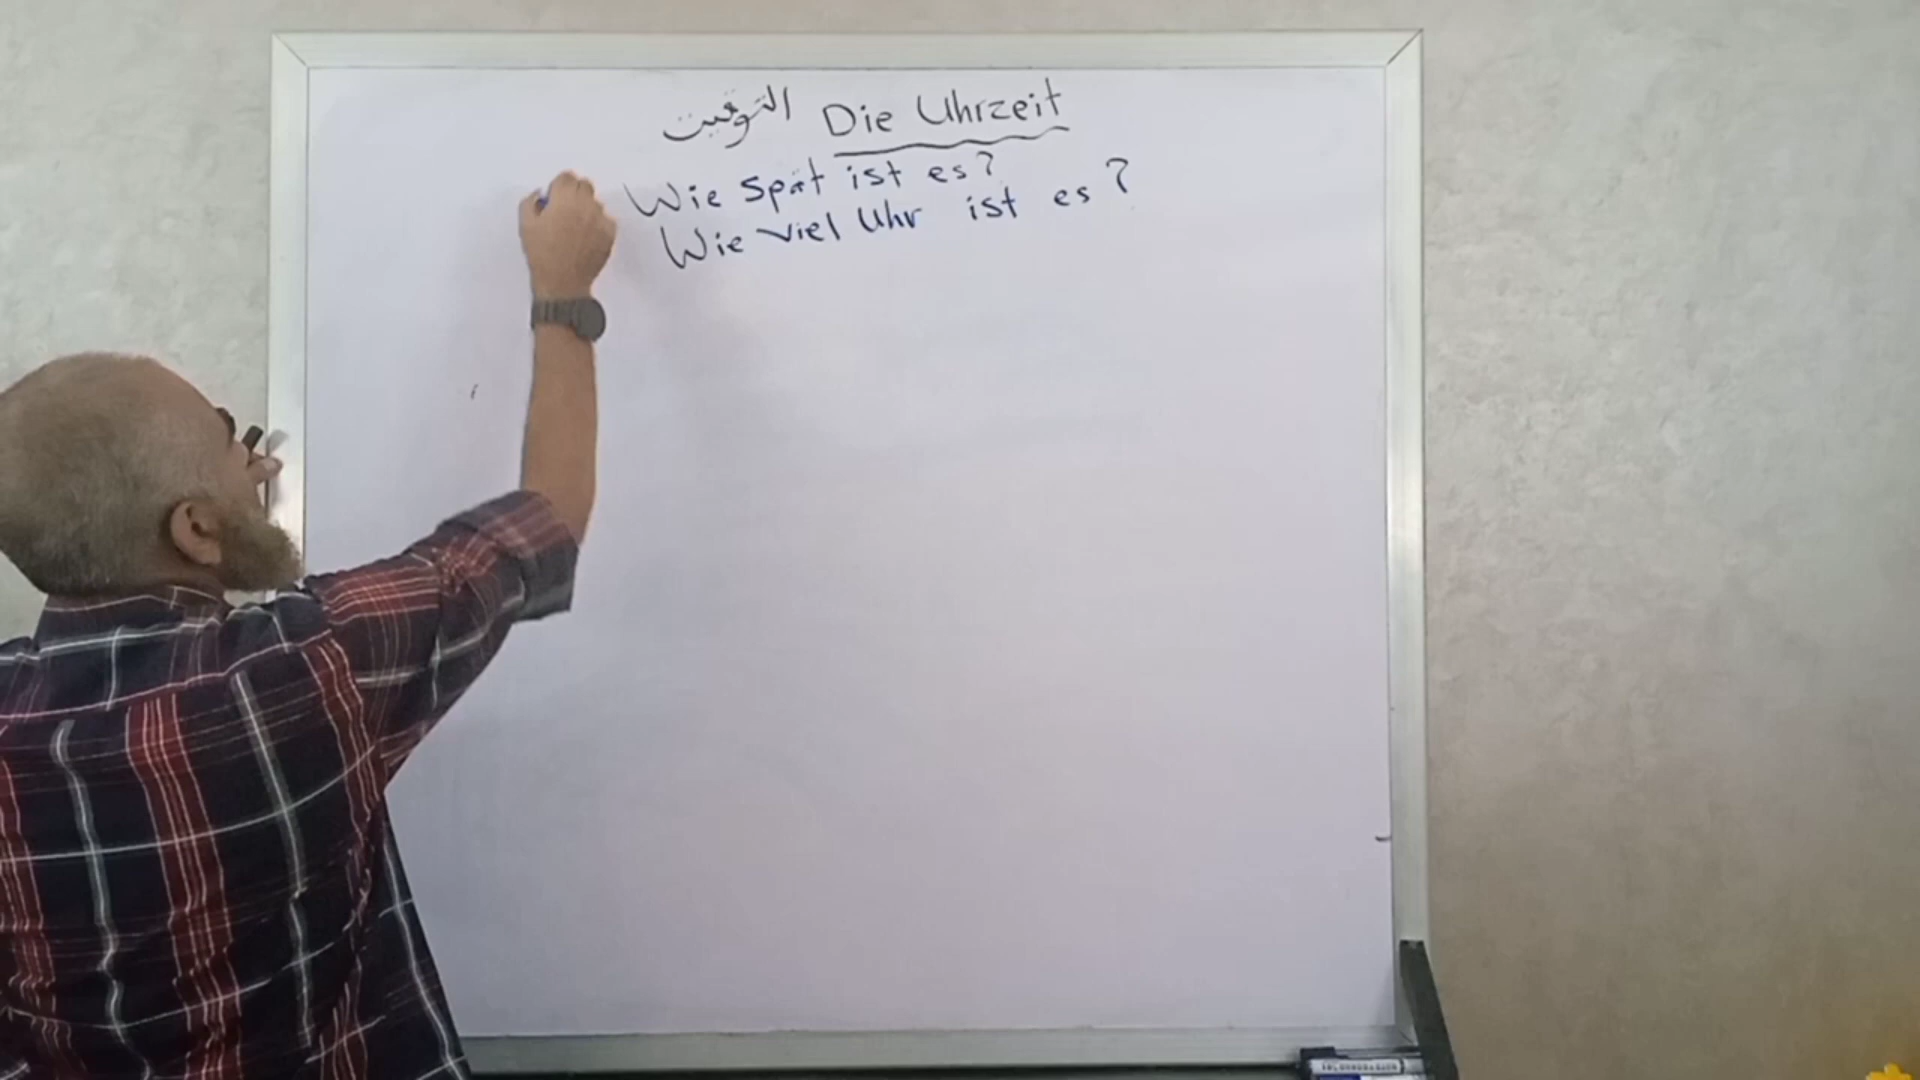 التوقيت Die Uhrzeit
Wie spät ist es?
Wie viel Uhr ist es?